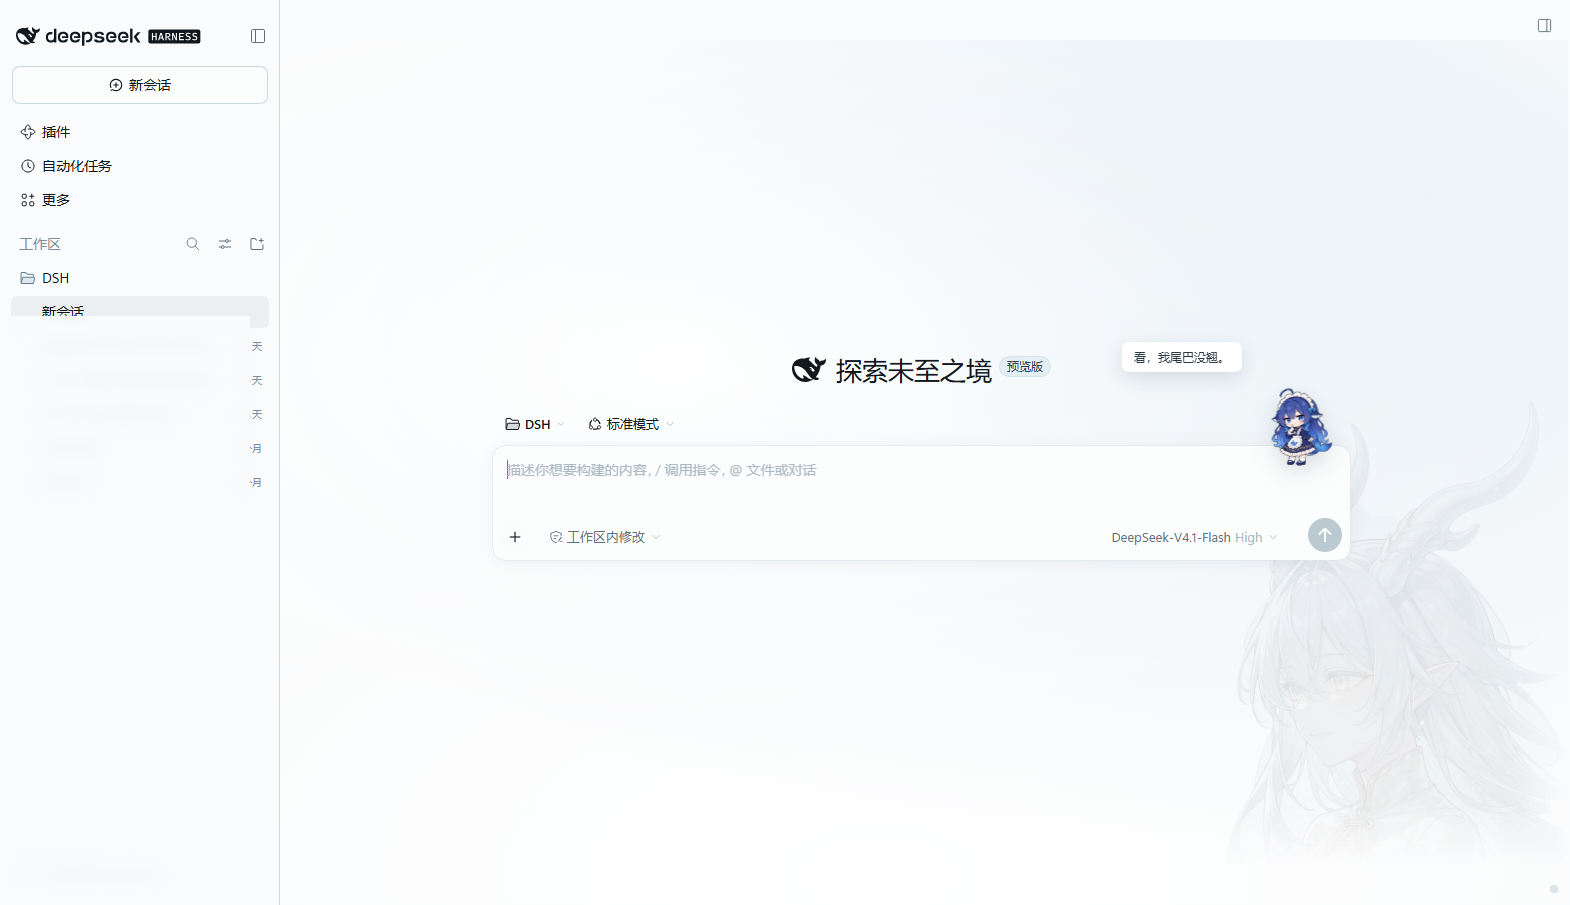 deepseek HARNESS
新会话
插件
自动化任务
更多
工作区
DSH
新会话
天
天
天
月
月
探索未至之境 预览版
看，我尾巴没翘。
DSH 标准模式
描述你想要构建的内容, / 调用指令, @ 文件或对话
工作区内修改
DeepSeek-V4.1-Flash High